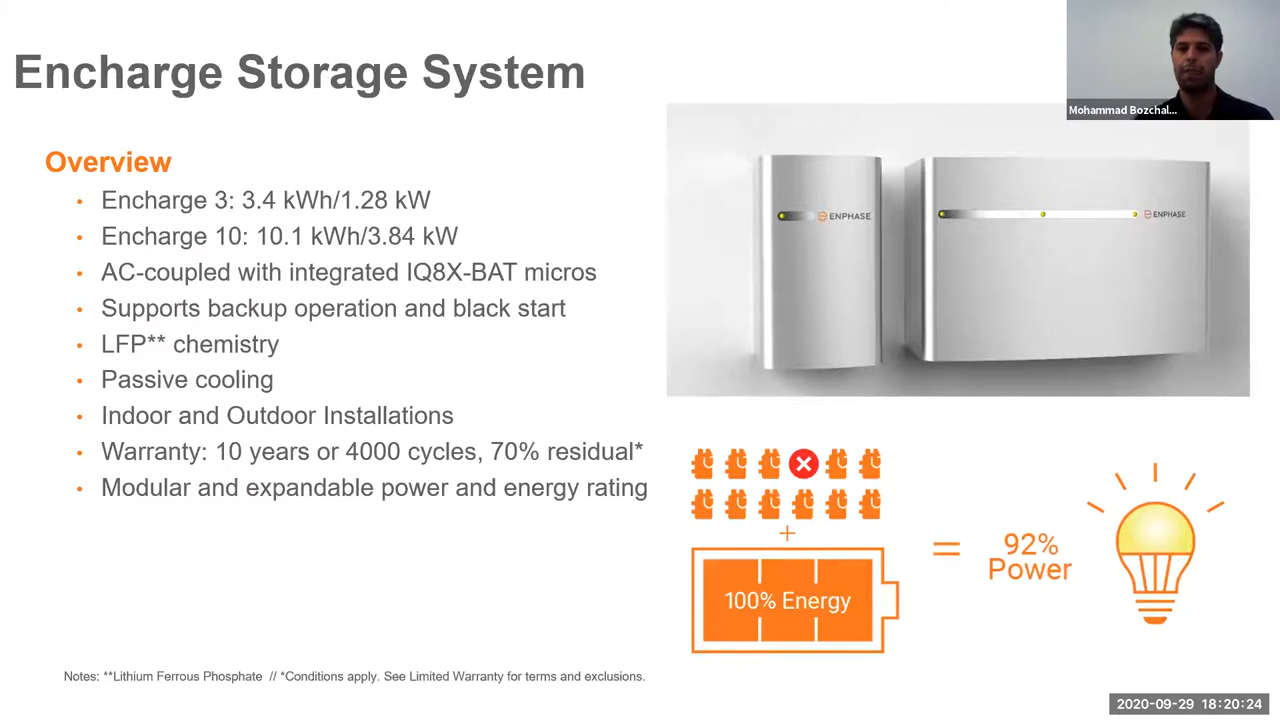 Encharge Storage System
Mohammad Bozchal...
Overview
• Encharge 3: 3.4 kWh/1.28 kW
• Encharge 10: 10.1 kWh/3.84 kW
• AC-coupled with integrated IQ8X-BAT micros
• Supports backup operation and black start
• LFP** chemistry
• Passive cooling
• Indoor and Outdoor Installations
• Warranty: 10 years or 4000 cycles, 70% residual*
• Modular and expandable power and energy rating
ENPHASE
ENPHASE
+
100% Energy
=
92%
Power
Notes: **Lithium Ferrous Phosphate // *Conditions apply. See Limited Warranty for terms and exclusions.
2020-09-29 18:20:24